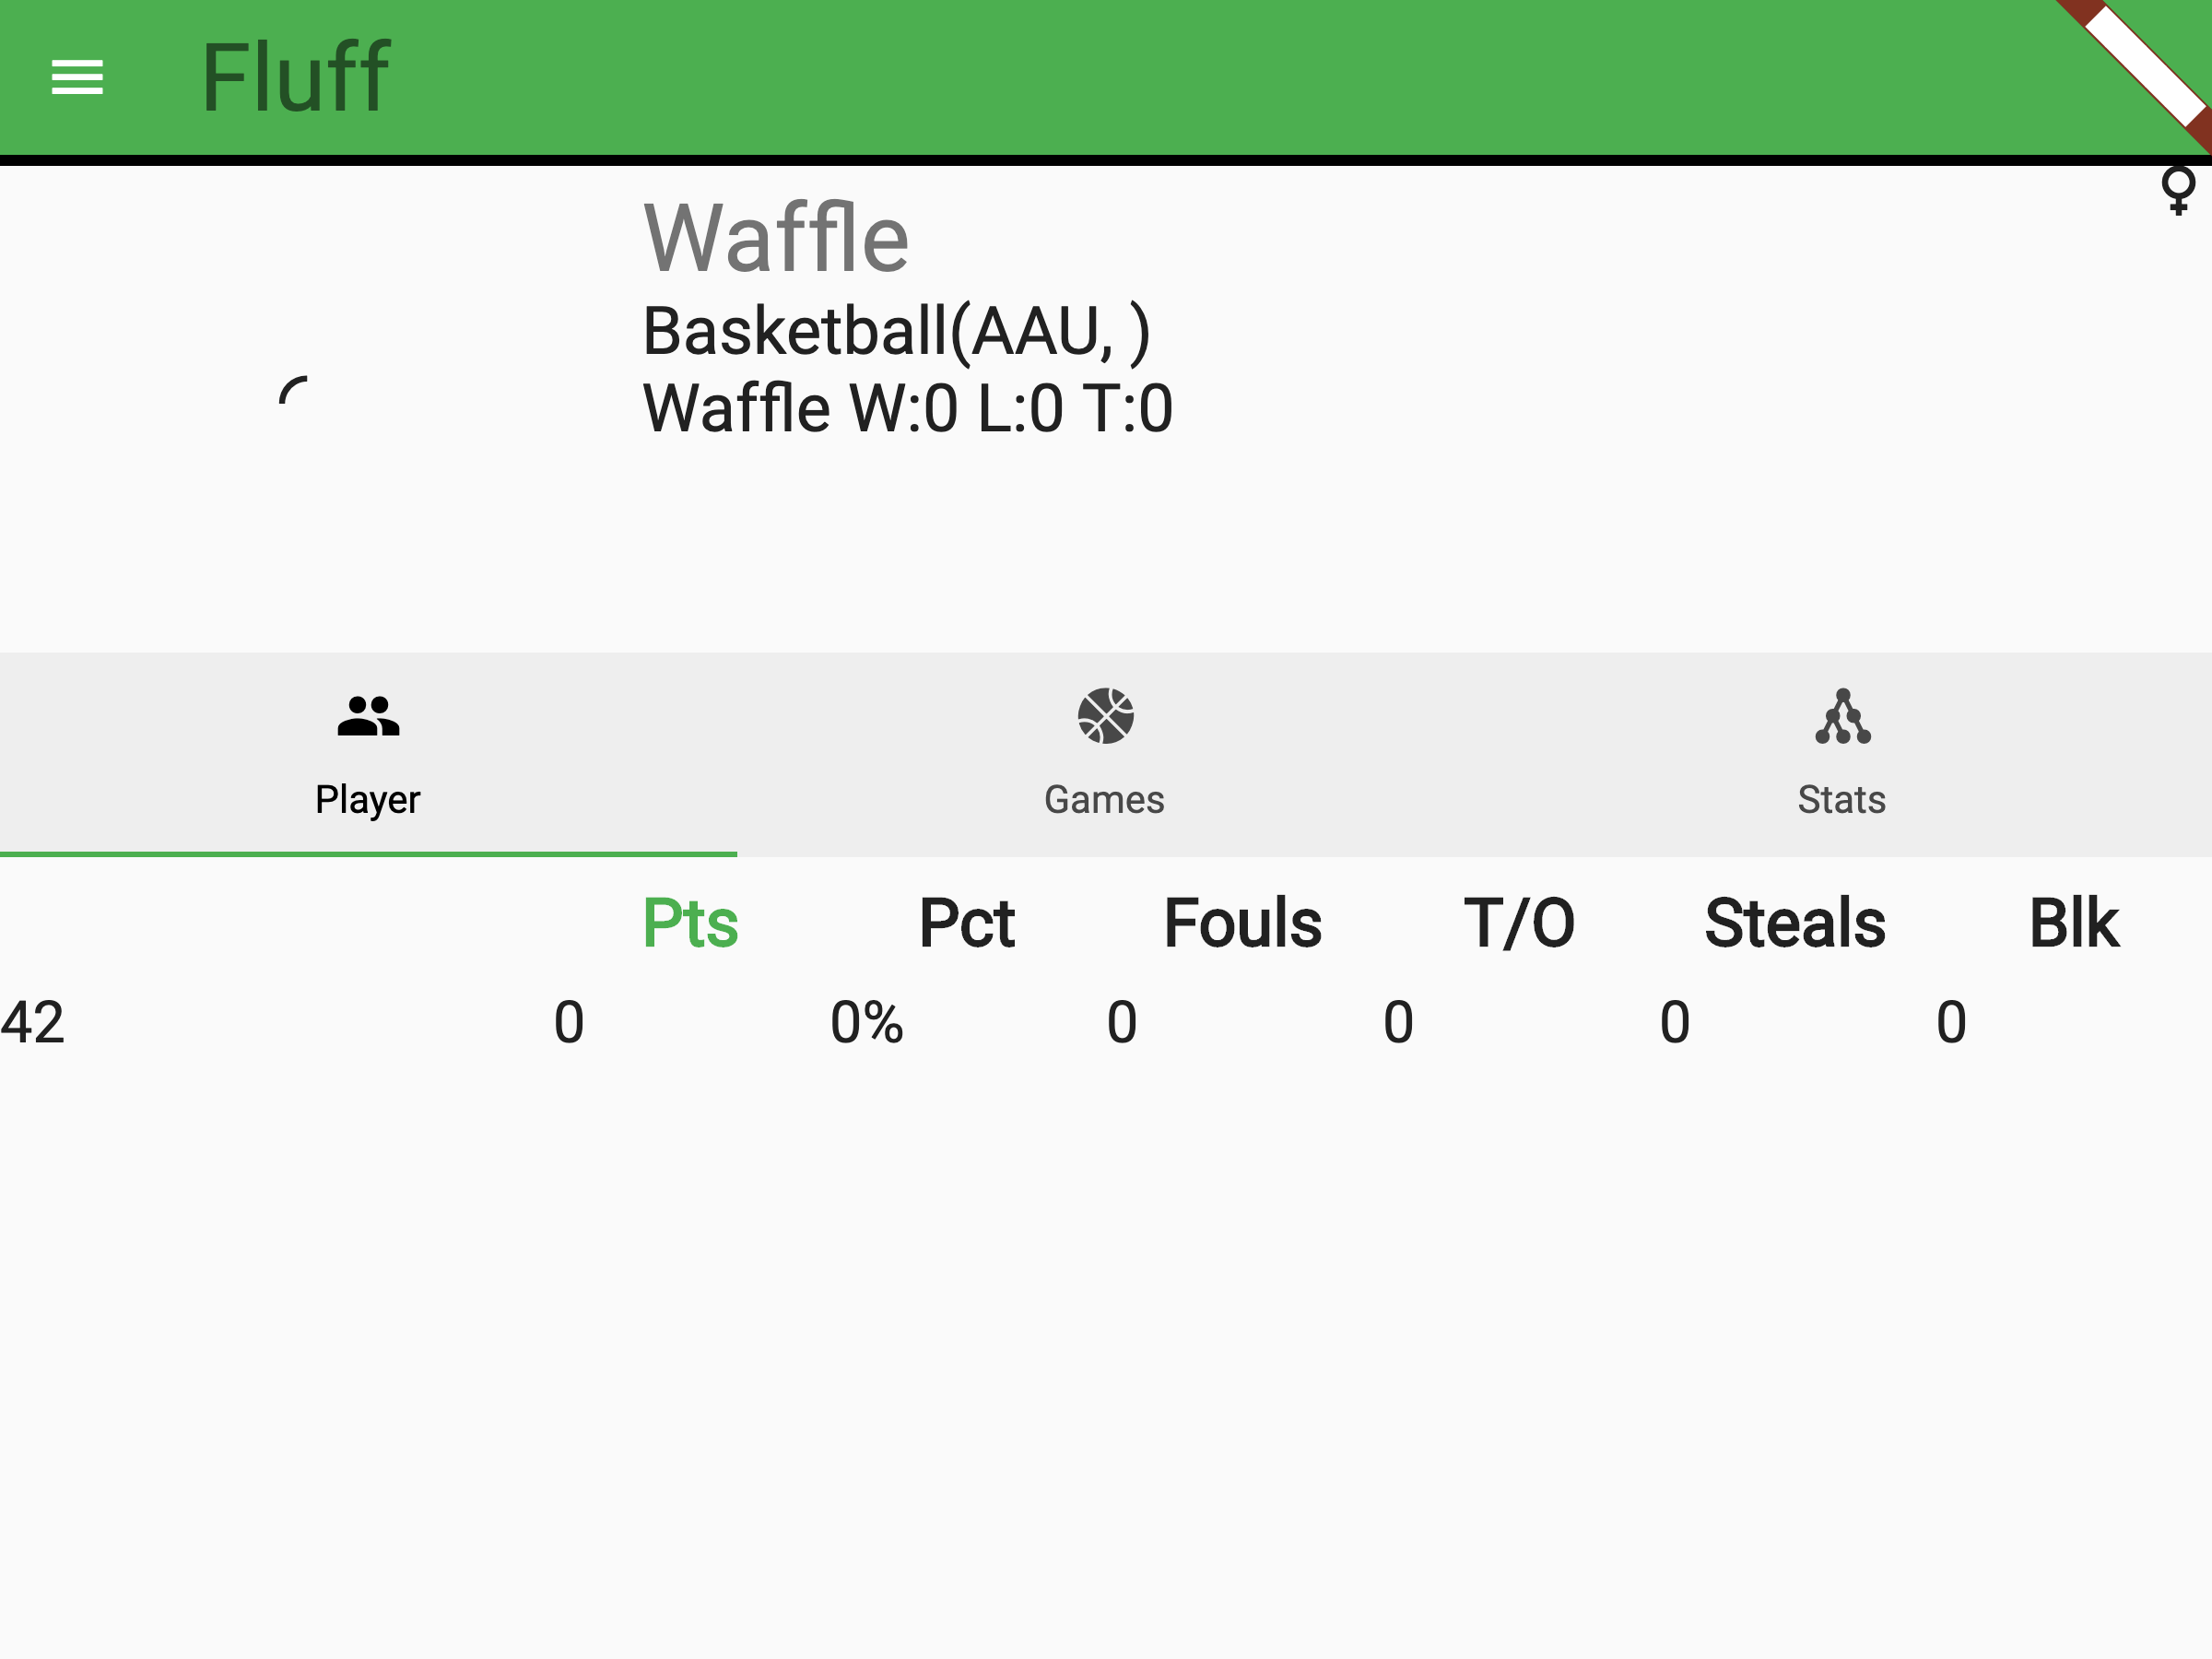 Fluff
Waffle
Basketball(AAU, )
Waffle W:0 L:0 T:0
Player Games Stats
Pts Pct Fouls T/O Steals Blk
42 0 0% 0 0 0 0